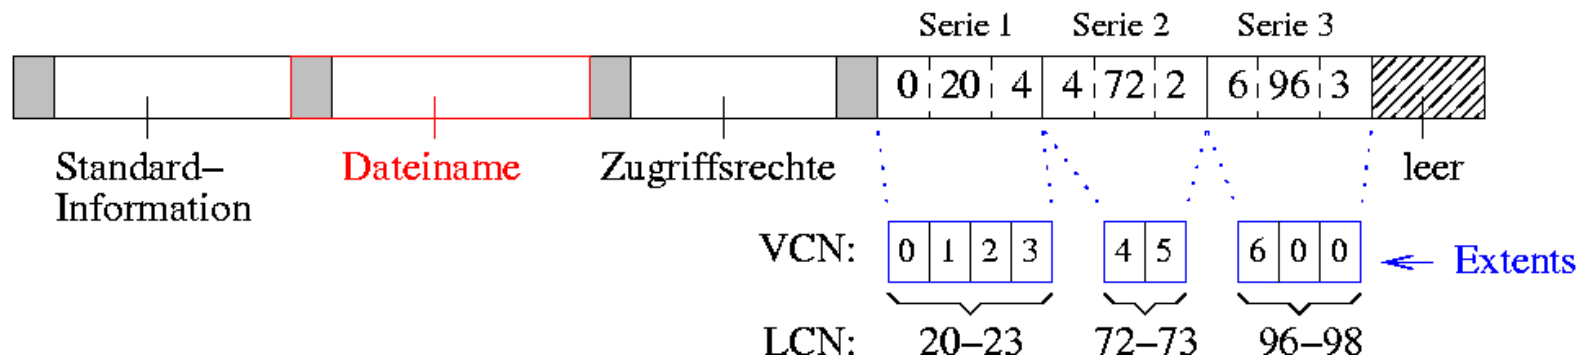 Serie 1 Serie 2 Serie 3
0 20 4 4 72 2 6 96 3
Standard–
Information
Dateiname
Zugriffsrechte
leer
VCN: 0 1 2 3 4 5 6 0 0
Extents
LCN: 20–23 72–73 96–98